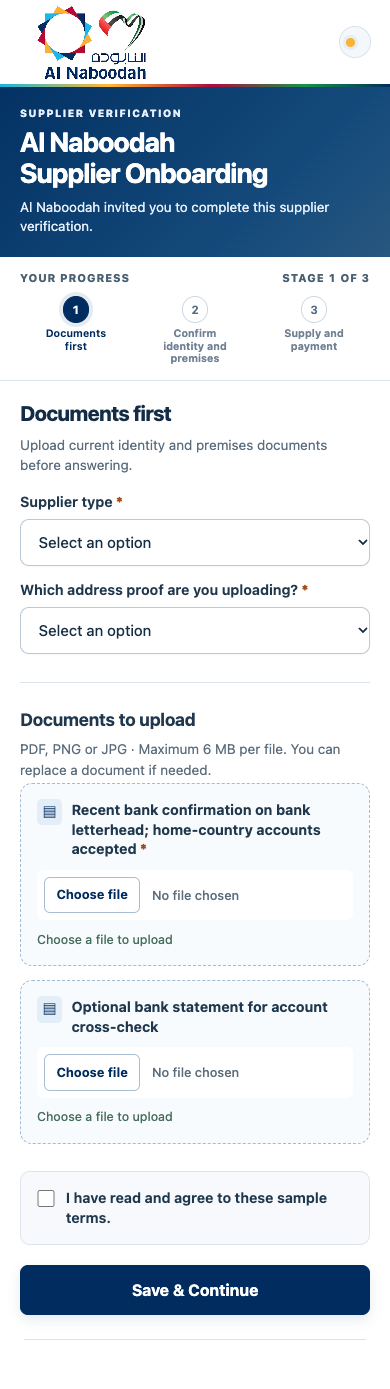 النابوده
Al Naboodah
SUPPLIER VERIFICATION
Al Naboodah
Supplier Onboarding
Al Naboodah invited you to complete this supplier
verification.
YOUR PROGRESS
STAGE 1 OF 3
1
Documents
first
2
Confirm
identity and
premises
3
Supply and
payment
Documents first
Upload current identity and premises documents
before answering.
Supplier type *
Select an option
Which address proof are you uploading? *
Select an option
Documents to upload
PDF, PNG or JPG · Maximum 6 MB per file. You can
replace a document if needed.
Recent bank confirmation on bank
letterhead; home-country accounts
accepted *
Choose file No file chosen
Choose a file to upload
Optional bank statement for account
cross-check
Choose file No file chosen
Choose a file to upload
I have read and agree to these sample
terms.
Save & Continue